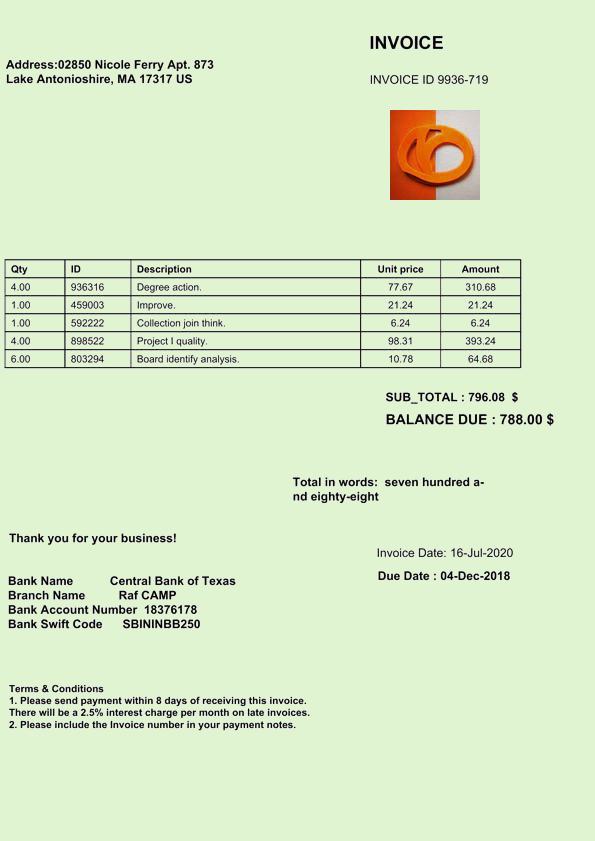 INVOICE
Address:02850 Nicole Ferry Apt. 873
Lake Antonioshire, MA 17317 US
INVOICE ID 9936-719
Qty ID Description Unit price Amount
4.00 936316 Degree action. 77.67 310.68
1.00 459003 Improve. 21.24 21.24
1.00 592222 Collection join think. 6.24 6.24
4.00 898522 Project I quality. 98.31 393.24
6.00 803294 Board identify analysis. 10.78 64.68
SUB_TOTAL : 796.08 $
BALANCE DUE : 788.00 $
Total in words: seven hundred a-
nd eighty-eight
Thank you for your business!
Invoice Date: 16-Jul-2020
Due Date : 04-Dec-2018
Bank Name Central Bank of Texas
Branch Name Raf CAMP
Bank Account Number 18376178
Bank Swift Code SBININBB250
Terms & Conditions
1. Please send payment within 8 days of receiving this invoice.
There will be a 2.5% interest charge per month on late invoices.
2. Please include the Invoice number in your payment notes.